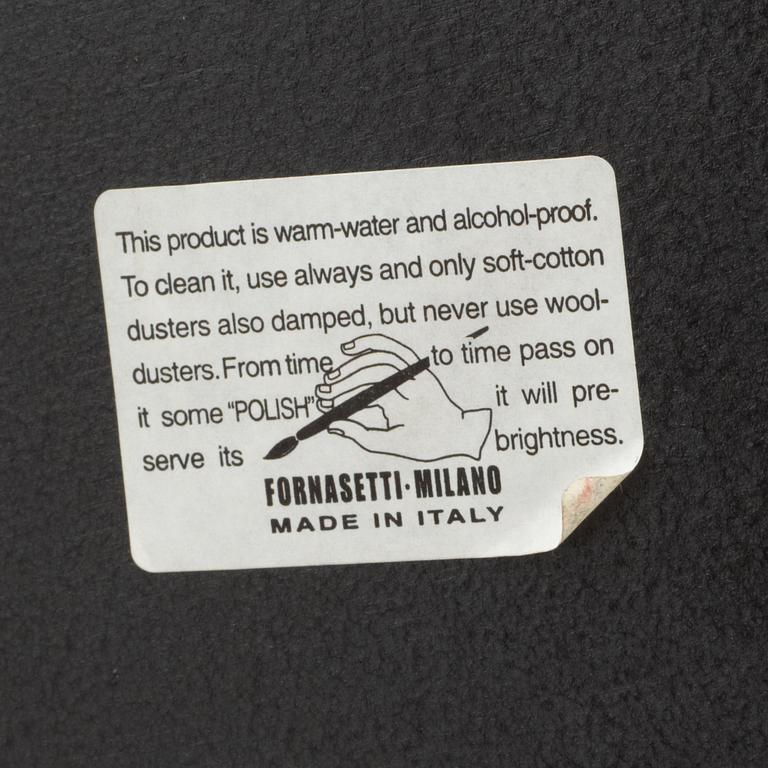 This product is warm-water and alcohol-proof.
To clean it, use always and only soft-cotton
dusters also damped, but never use wool-
dusters. From time to time pass on
it some “POLISH” it will pre-
serve its brightness.
FORNASETTI·MILANO
MADE IN ITALY